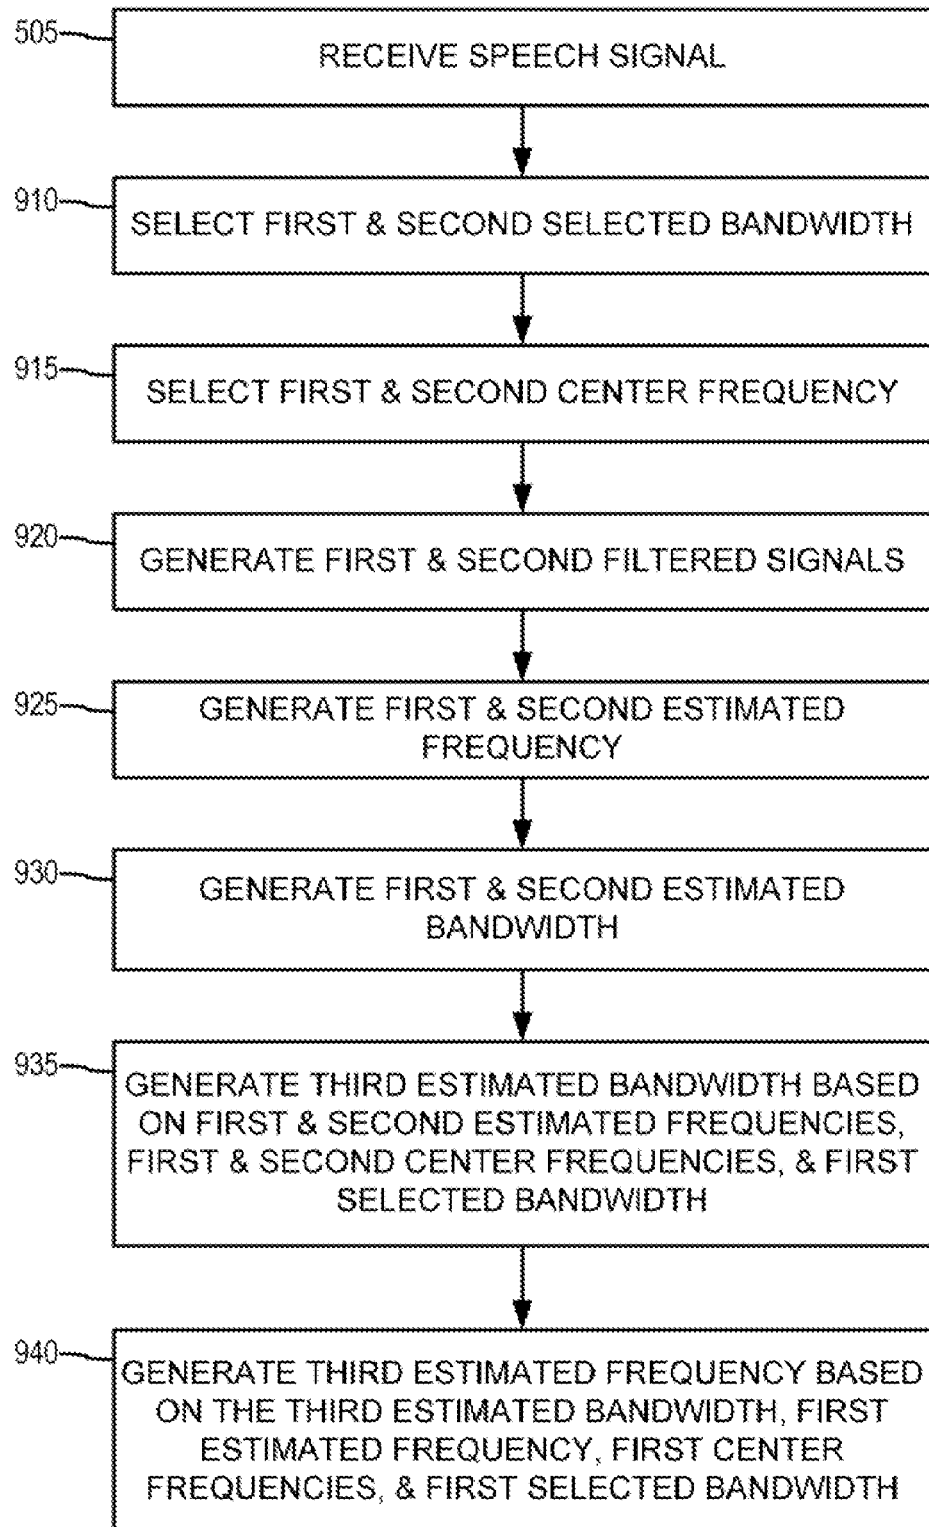 505
RECEIVE SPEECH SIGNAL
910
SELECT FIRST & SECOND SELECTED BANDWIDTH
915
SELECT FIRST & SECOND CENTER FREQUENCY
920
GENERATE FIRST & SECOND FILTERED SIGNALS
925
GENERATE FIRST & SECOND ESTIMATED
FREQUENCY
930
GENERATE FIRST & SECOND ESTIMATED
BANDWIDTH
935
GENERATE THIRD ESTIMATED BANDWIDTH BASED
ON FIRST & SECOND ESTIMATED FREQUENCIES,
FIRST & SECOND CENTER FREQUENCIES, & FIRST
SELECTED BANDWIDTH
940
GENERATE THIRD ESTIMATED FREQUENCY BASED
ON THE THIRD ESTIMATED BANDWIDTH, FIRST
ESTIMATED FREQUENCY, FIRST CENTER
FREQUENCIES, & FIRST SELECTED BANDWIDTH